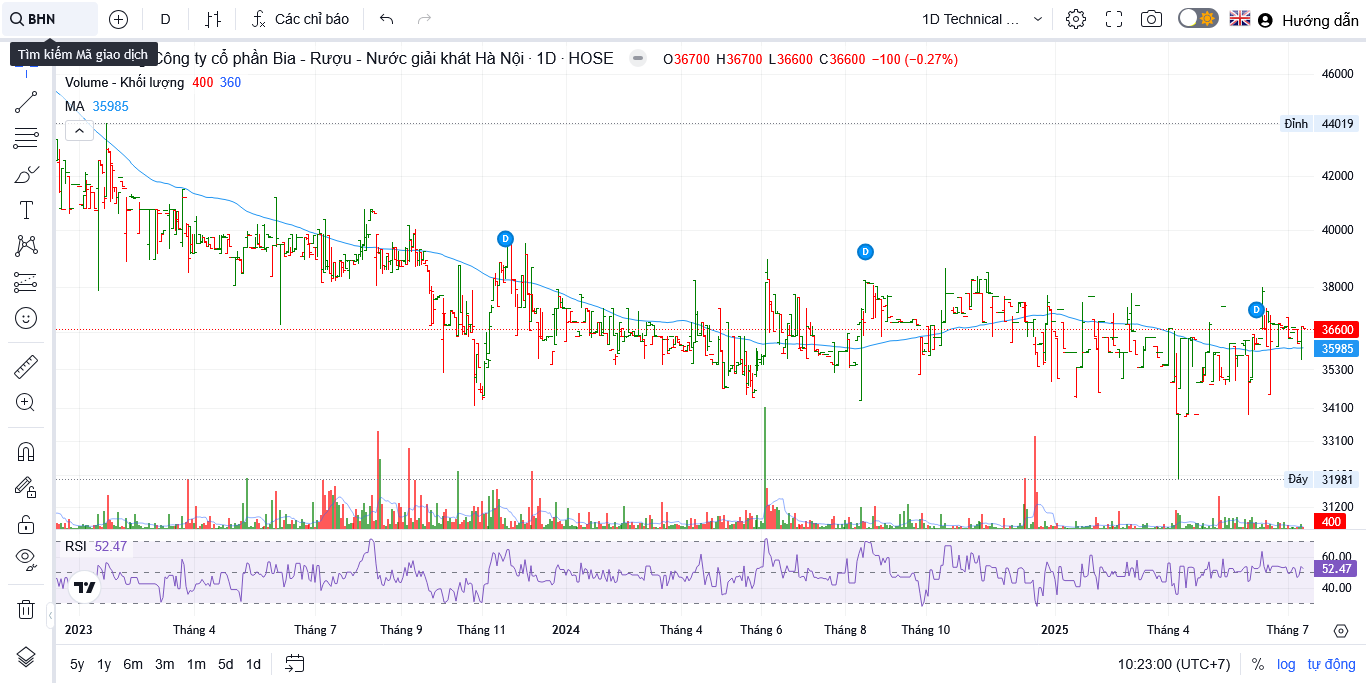 BHN
D
Các chỉ báo
1D Technical ...
Hướng dẫn
Tìm kiếm Mã giao dịch
Công ty cổ phần Bia - Rượu - Nước giải khát Hà Nội · 1D · HOSE
O36700 H36700 L36600 C36600 −100 (−0.27%)
Volume - Khối lượng 400 360
MA 35985
46000
Đỉnh 44019
42000
40000
38000
36600
35985
35300
34100
33100
Đáy 31981
31200
400
D
D
D
RSI 52.47
60.00
52.47
40.00
2023 Tháng 4 Tháng 7 Tháng 9 Tháng 11 2024 Tháng 4 Tháng 6 Tháng 8 Tháng 10 2025 Tháng 4 Tháng 7
5y 1y 6m 3m 1m 5d 1d
10:23:00 (UTC+7) % log tự động